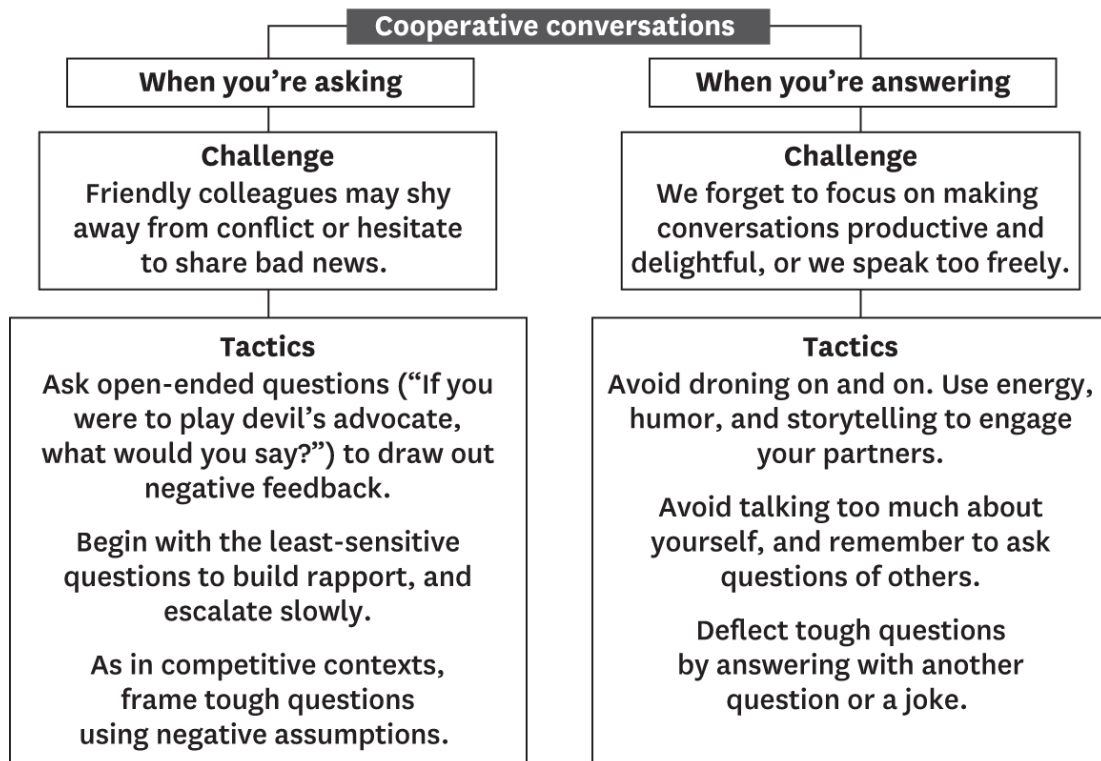 Cooperative conversations
When you’re asking
Challenge
Friendly colleagues may shy
away from conflict or hesitate
to share bad news.
Tactics
Ask open-ended questions (“If you
were to play devil’s advocate,
what would you say?”) to draw out
negative feedback.
Begin with the least-sensitive
questions to build rapport, and
escalate slowly.
As in competitive contexts,
frame tough questions
using negative assumptions.
When you’re answering
Challenge
We forget to focus on making
conversations productive and
delightful, or we speak too freely.
Tactics
Avoid droning on and on. Use energy,
humor, and storytelling to engage
your partners.
Avoid talking too much about
yourself, and remember to ask
questions of others.
Deflect tough questions
by answering with another
question or a joke.